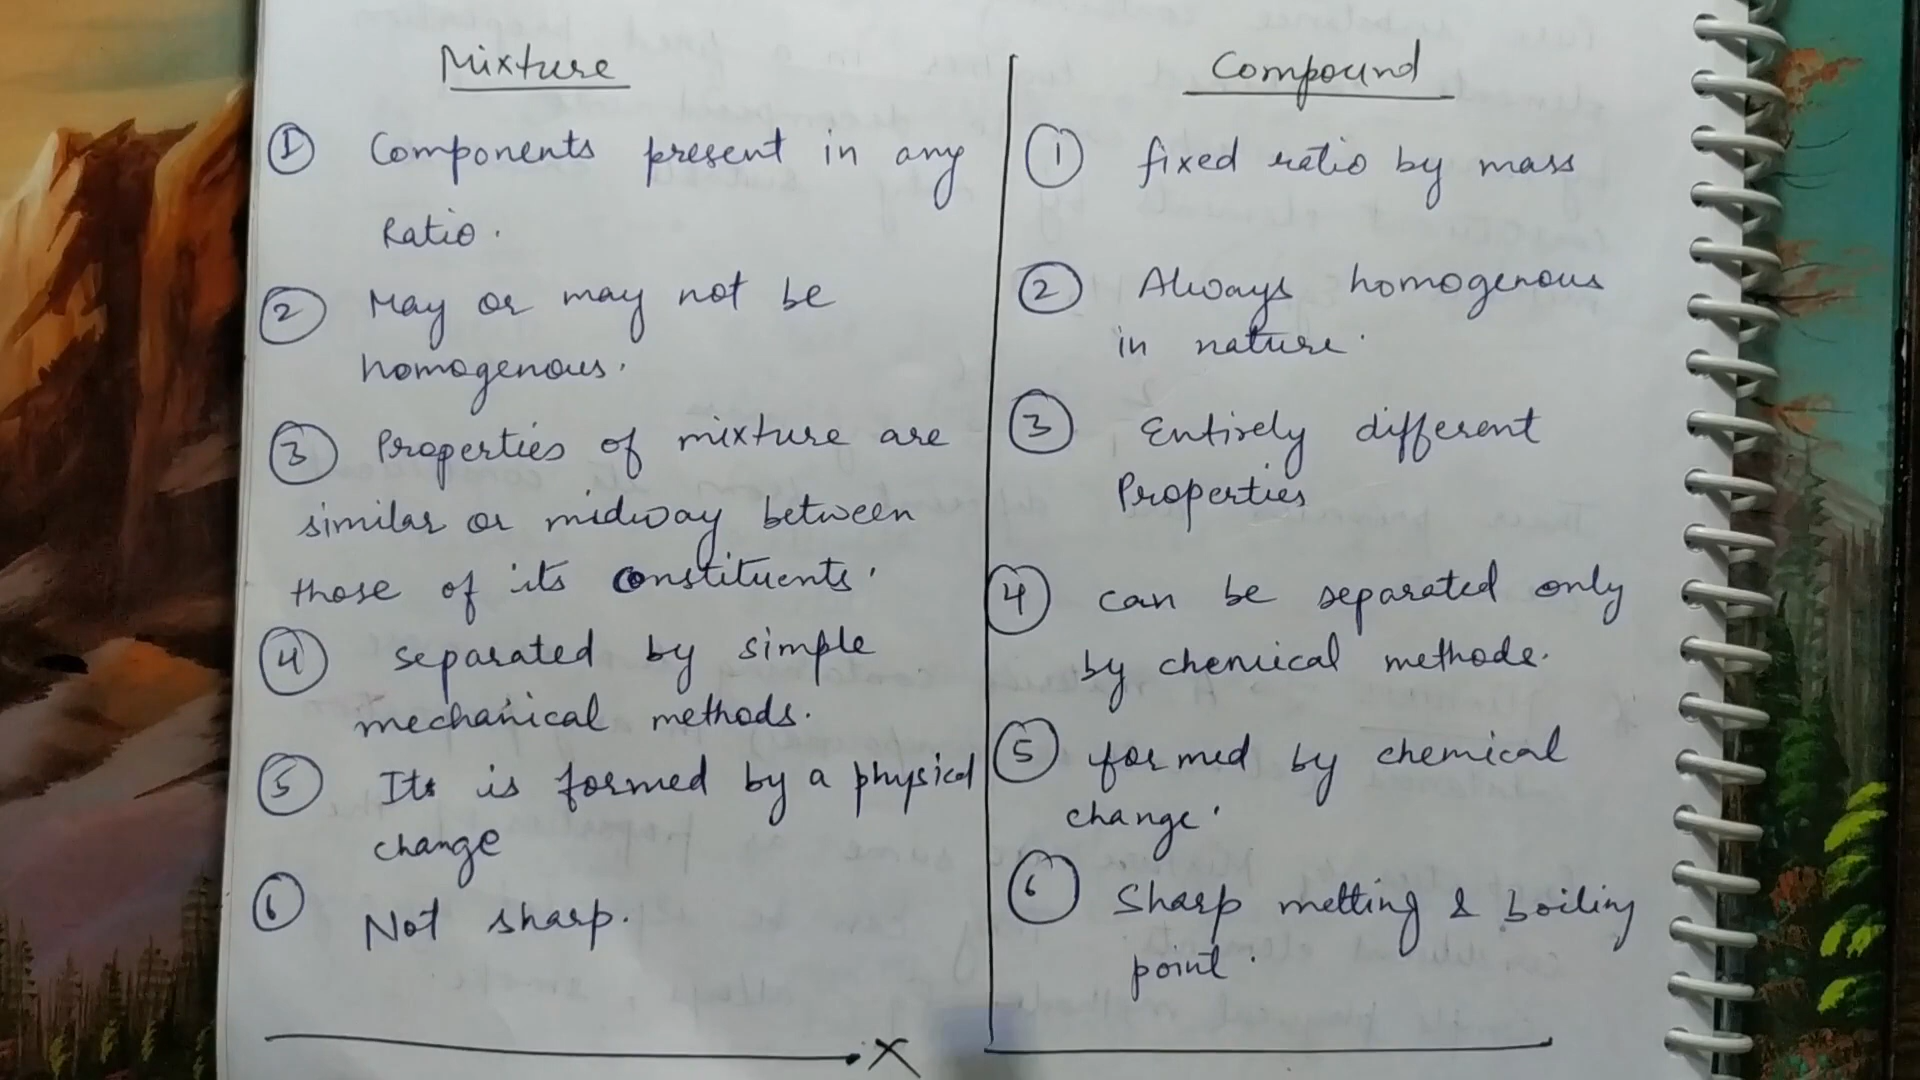 Mixture
① Components present in any
Ratio.
② May or may not be
homogenous.
③ Properties of mixture are
similar or midway between
those of its constituents.
④ separated by simple
mechanical methods.
⑤ Its is formed by a physical
change
⑥ Not sharp.
X
Compound
① fixed ratio by mass
② Always homogenous
in nature.
③ Entirely different
Properties
④ can be separated only
by chemical methods.
⑤ formed by chemical
change.
⑥ Sharp melting & boiling
point.